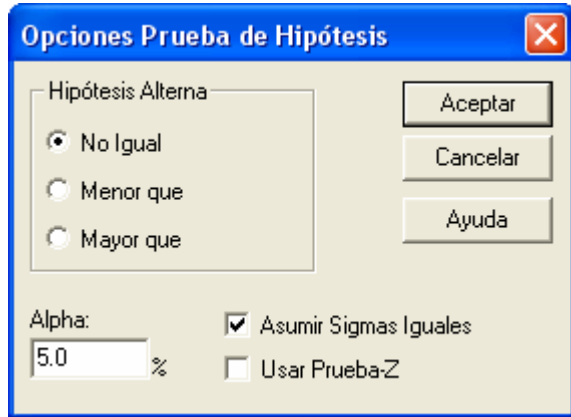 Opciones Prueba de Hipótesis
Hipótesis Alterna
No Igual
Menor que
Mayor que
Aceptar
Cancelar
Ayuda
Alpha:
5.0 %
Asumir Sigmas Iguales
Usar Prueba-Z